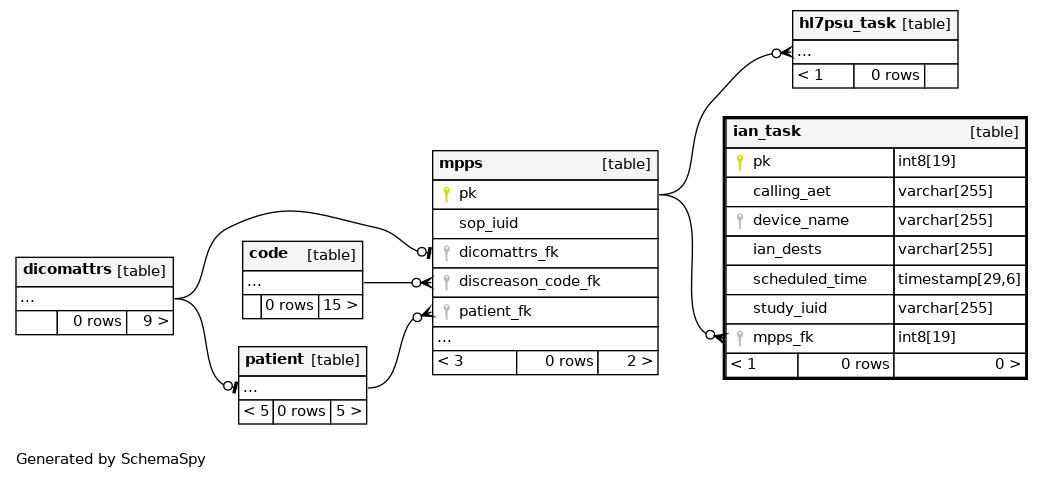 hl7psu_task [table]
...
< 1 0 rows
ian_task [table]
pk int8[19]
calling_aet varchar[255]
device_name varchar[255]
ian_dests varchar[255]
scheduled_time timestamp[29,6]
study_iuid varchar[255]
mpps_fk int8[19]
< 1 0 rows 0 >
mpps [table]
pk
sop_iuid
dicomattrs_fk
discreason_code_fk
patient_fk
...
< 3 0 rows 2 >
code [table]
...
0 rows 15 >
dicomattrs [table]
...
0 rows 9 >
patient [table]
...
< 5 0 rows 5 >
Generated by SchemaSpy